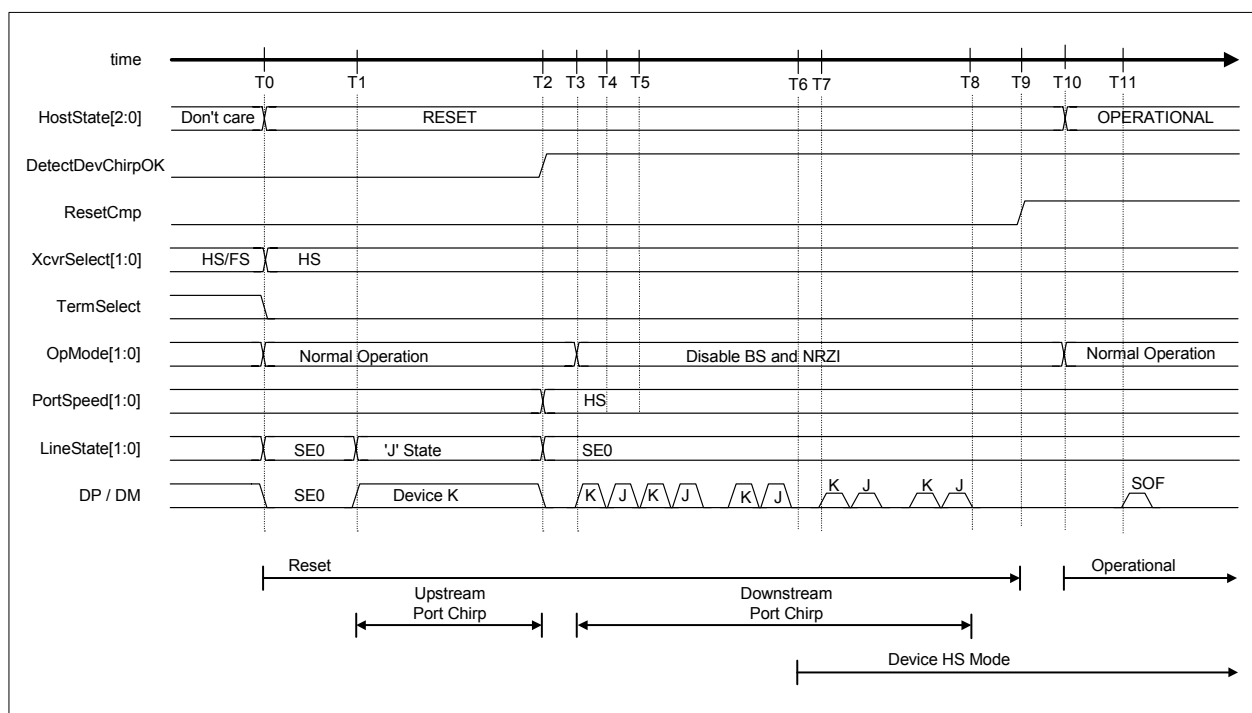 time
T0 T1 T2 T3 T4 T5 T6 T7 T8 T9 T10 T11
HostState[2:0] Don't care RESET OPERATIONAL
DetectDevChirpOK
ResetCmp
XcvrSelect[1:0] HS/FS HS
TermSelect
OpMode[1:0] Normal Operation Disable BS and NRZI Normal Operation
PortSpeed[1:0] HS
LineState[1:0] SE0 'J' State SE0
DP / DM SE0 Device K K J K J K J K J K J SOF
Reset Operational
Upstream Downstream
Port Chirp Port Chirp
Device HS Mode